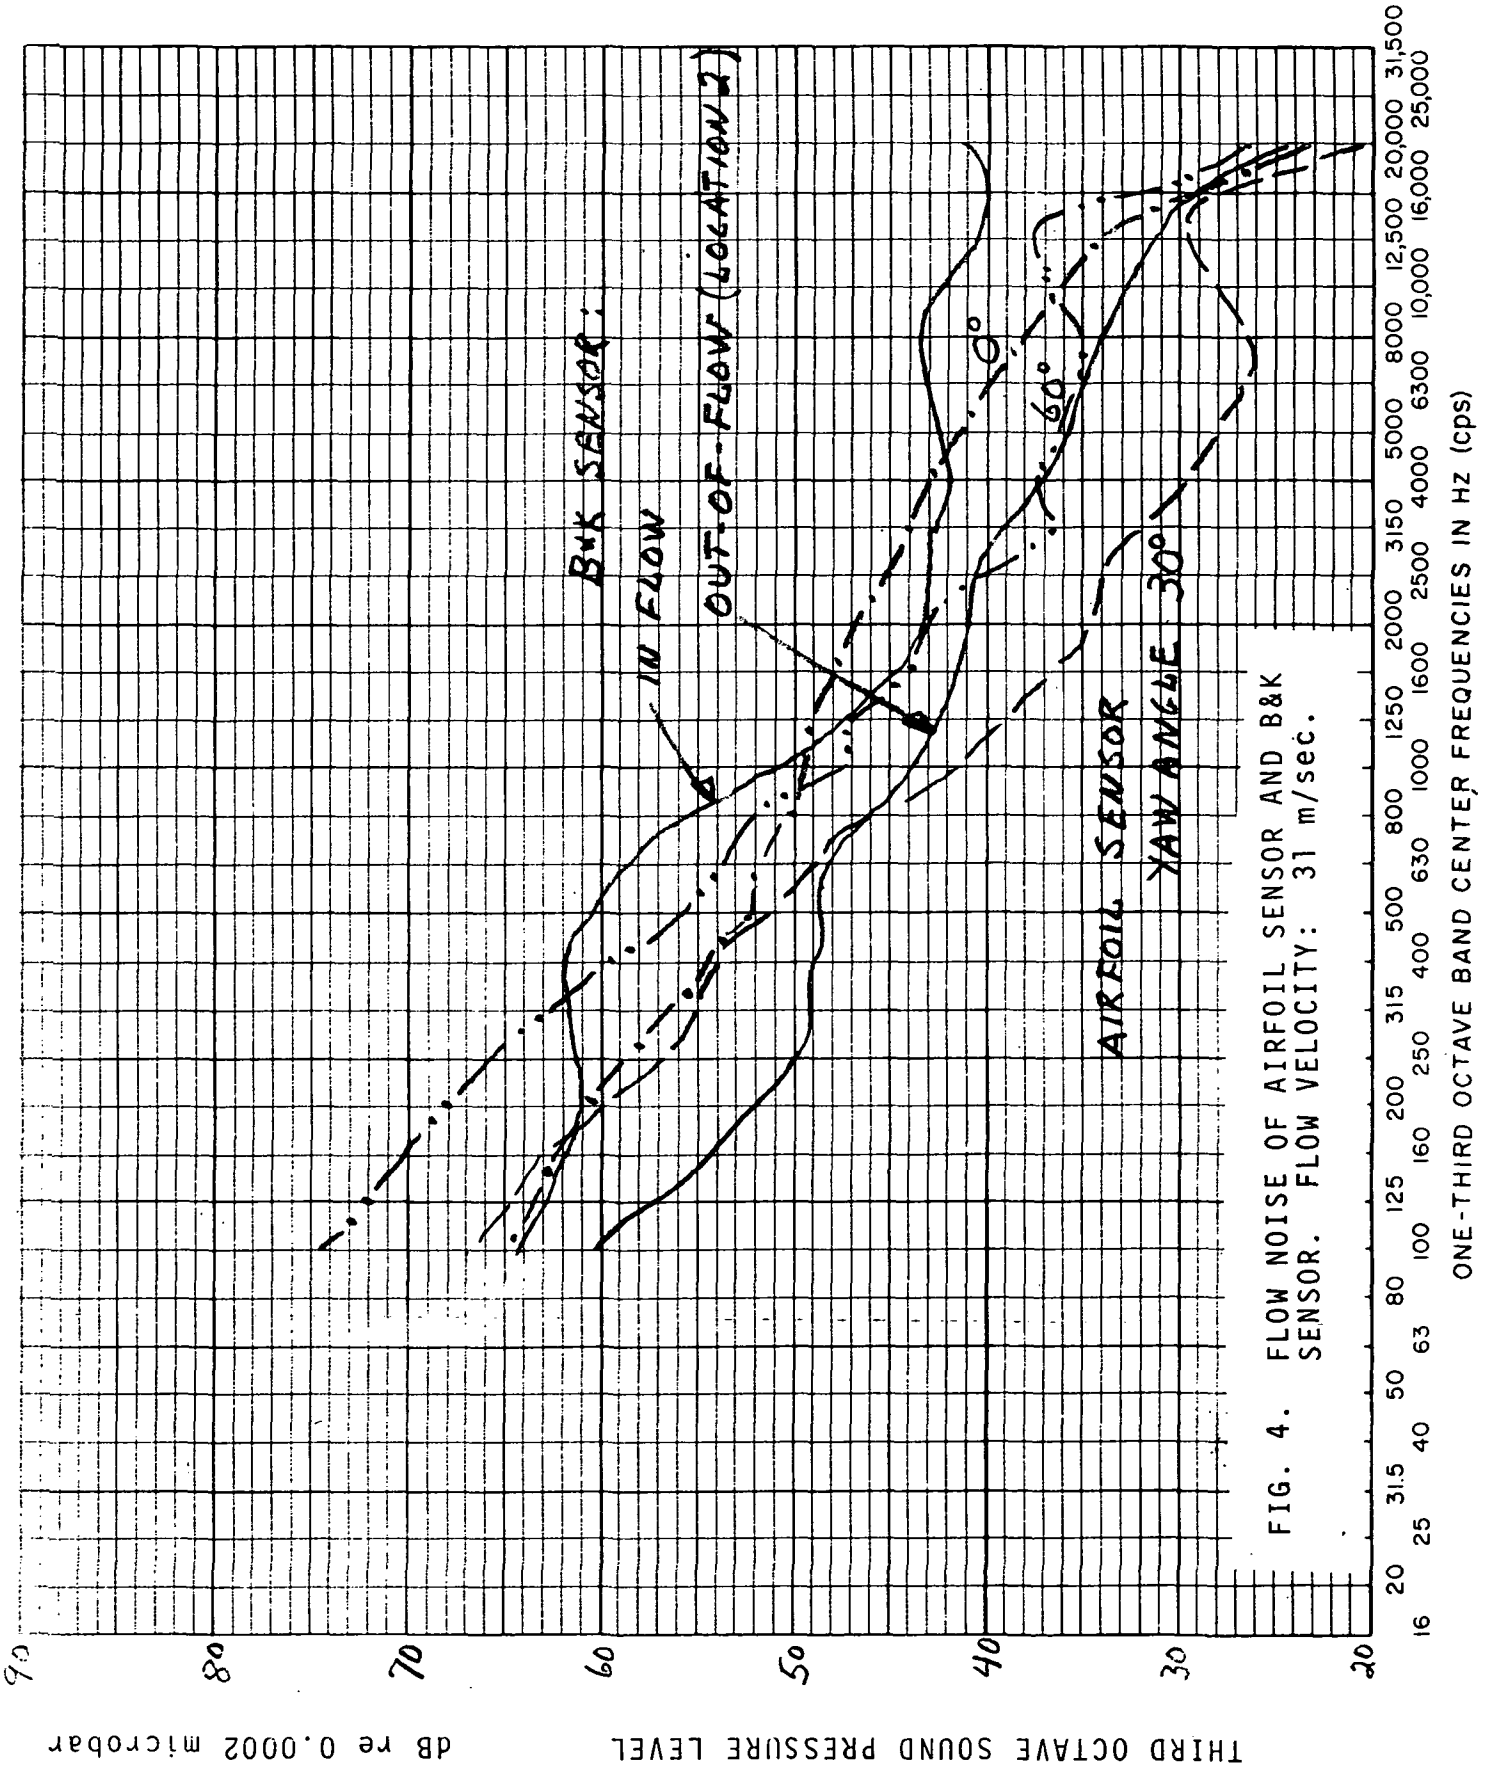 90
80
70
60
50
40
30
20
THIRD OCTAVE SOUND PRESSURE LEVEL dB re 0.0002 microbar
B&K SENSOR:
IN FLOW
OUT-OF-FLOW (LOCATION 2)
0°
60°
AIRFOIL SENSOR
YAW ANGLE 30°
FIG. 4. FLOW NOISE OF AIRFOIL SENSOR AND B&K
SENSOR. FLOW VELOCITY: 31 m/sec.
16 20 25 31.5 40 50 63 80 100 125 160 200 250 315 400 500 630 800 1000 1250 1600 2000 2500 3150 4000 5000 6300 8000 10,000 12,500 16,000 20,000 25,000 31,500
ONE-THIRD OCTAVE BAND CENTER FREQUENCIES IN HZ (cps)